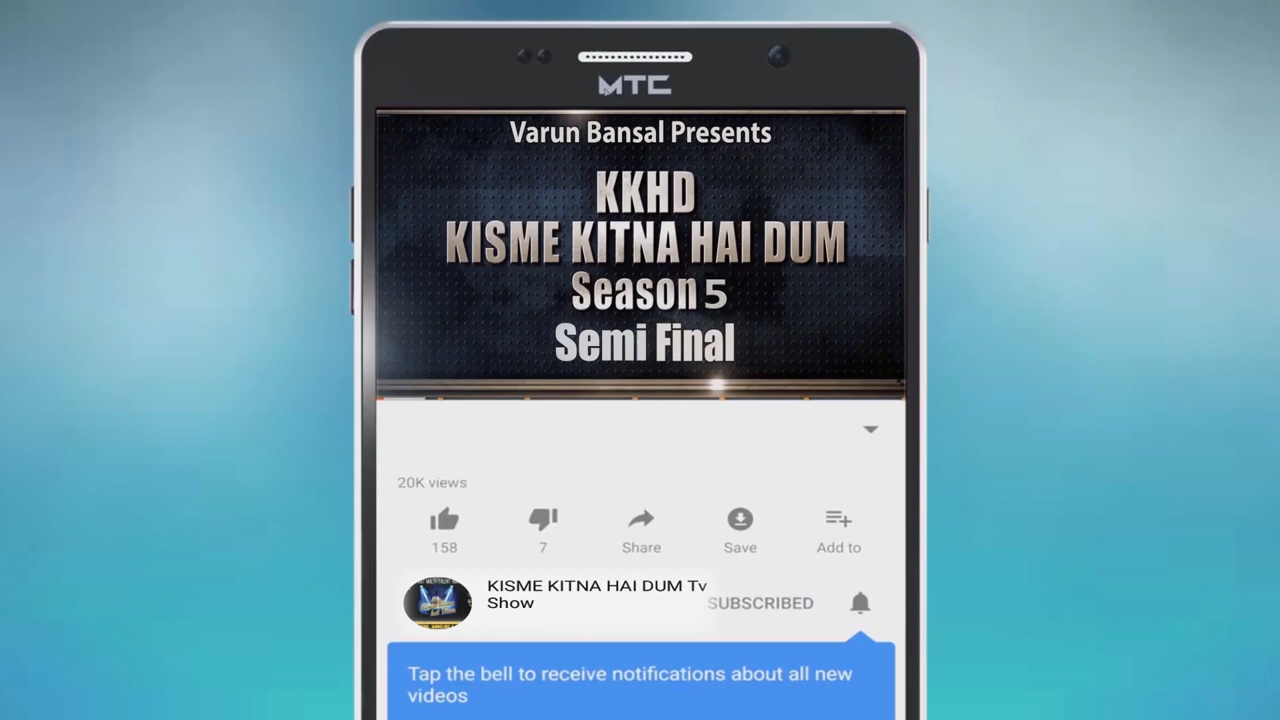 MTC
Varun Bansal Presents
KKHD
KISME KITNA HAI DUM
Season 5
Semi Final
20K views
158
7
Share
Save
Add to
KISME KITNA HAI DUM Tv
Show
SUBSCRIBED
Tap the bell to receive notifications about all new
videos